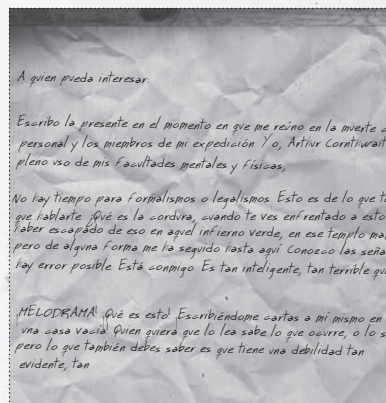 A quien pueda interesar:
Escribo la presente en el momento en que me reúno en la muerte c
personal y los miembros de mi expedición. Yo, Artiur Corntiwait
pleno uso de mis facultades mentales y físicas,
No hay tiempo para formalismos o legalismos. Esto es de lo que te
que hablarte ¿Qué es la cordura, cuando te ves enfrentado a esto
haber escapado de eso en aquel infierno verde, en ese templo mal
pero de alguna forma me ha seguido hasta aquí. Conozco las seña
hay error posible Está conmigo. Es tan inteligente, tan terrible que
¡MELODRAMA! ¡Qué es esto! ¡Escribiéndome cartas a mí mismo en
una casa vacía! Quien quiera que lo lea sabe lo que ocurre, o lo s
pero lo que también debes saber es que tiene una debilidad tan
evidente, tan